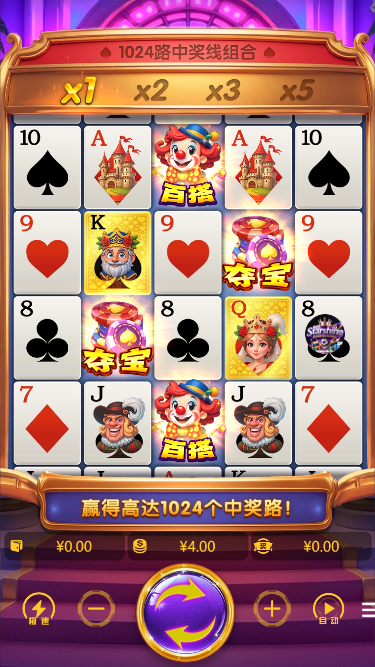 1024路中奖线组合
x1 x2 x3 x5
10 A 百搭 A 10
9 K 9 夺宝 9
8 夺宝 8 Q 8
Starshine
7 J 百搭 J 7
赢得高达1024个中奖路!
¥0.00 ¥4.00 奖 ¥0.00
极速 自动